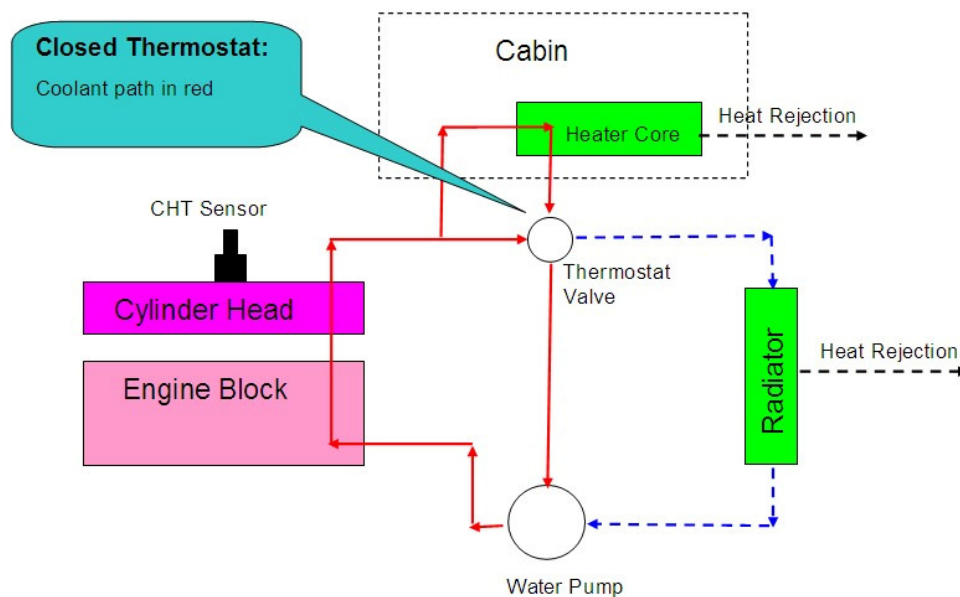 Closed Thermostat:
Coolant path in red
Cabin
Heater Core
Heat Rejection
CHT Sensor
Thermostat
Valve
Cylinder Head
Engine Block
Radiator
Heat Rejection
Water Pump